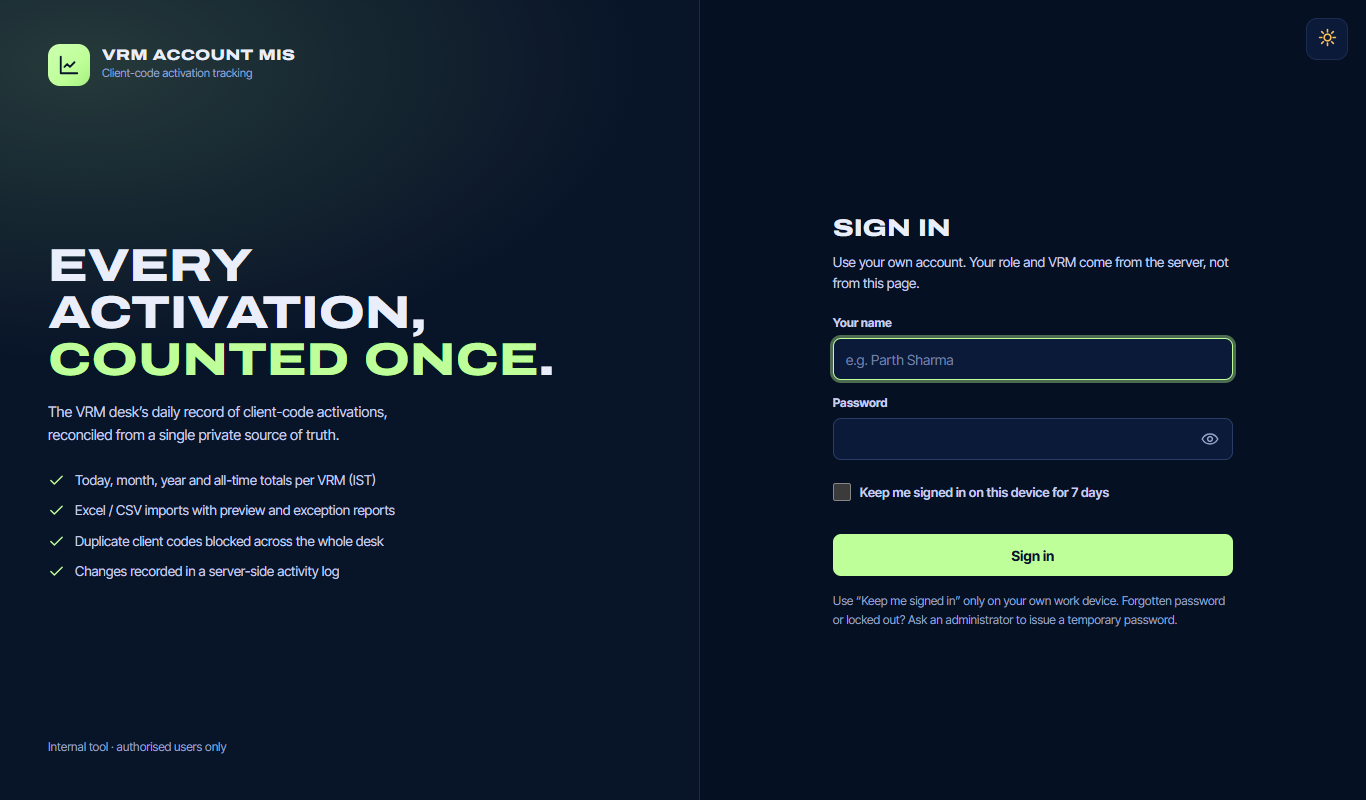 VRM ACCOUNT MIS
Client-code activation tracking
EVERY
ACTIVATION,
COUNTED ONCE.
The VRM desk’s daily record of client-code activations,
reconciled from a single private source of truth.
Today, month, year and all-time totals per VRM (IST)
Excel / CSV imports with preview and exception reports
Duplicate client codes blocked across the whole desk
Changes recorded in a server-side activity log
Internal tool · authorised users only
SIGN IN
Use your own account. Your role and VRM come from the server, not
from this page.
Your name
e.g. Parth Sharma
Password
Keep me signed in on this device for 7 days
Sign in
Use “Keep me signed in” only on your own work device. Forgotten password
or locked out? Ask an administrator to issue a temporary password.